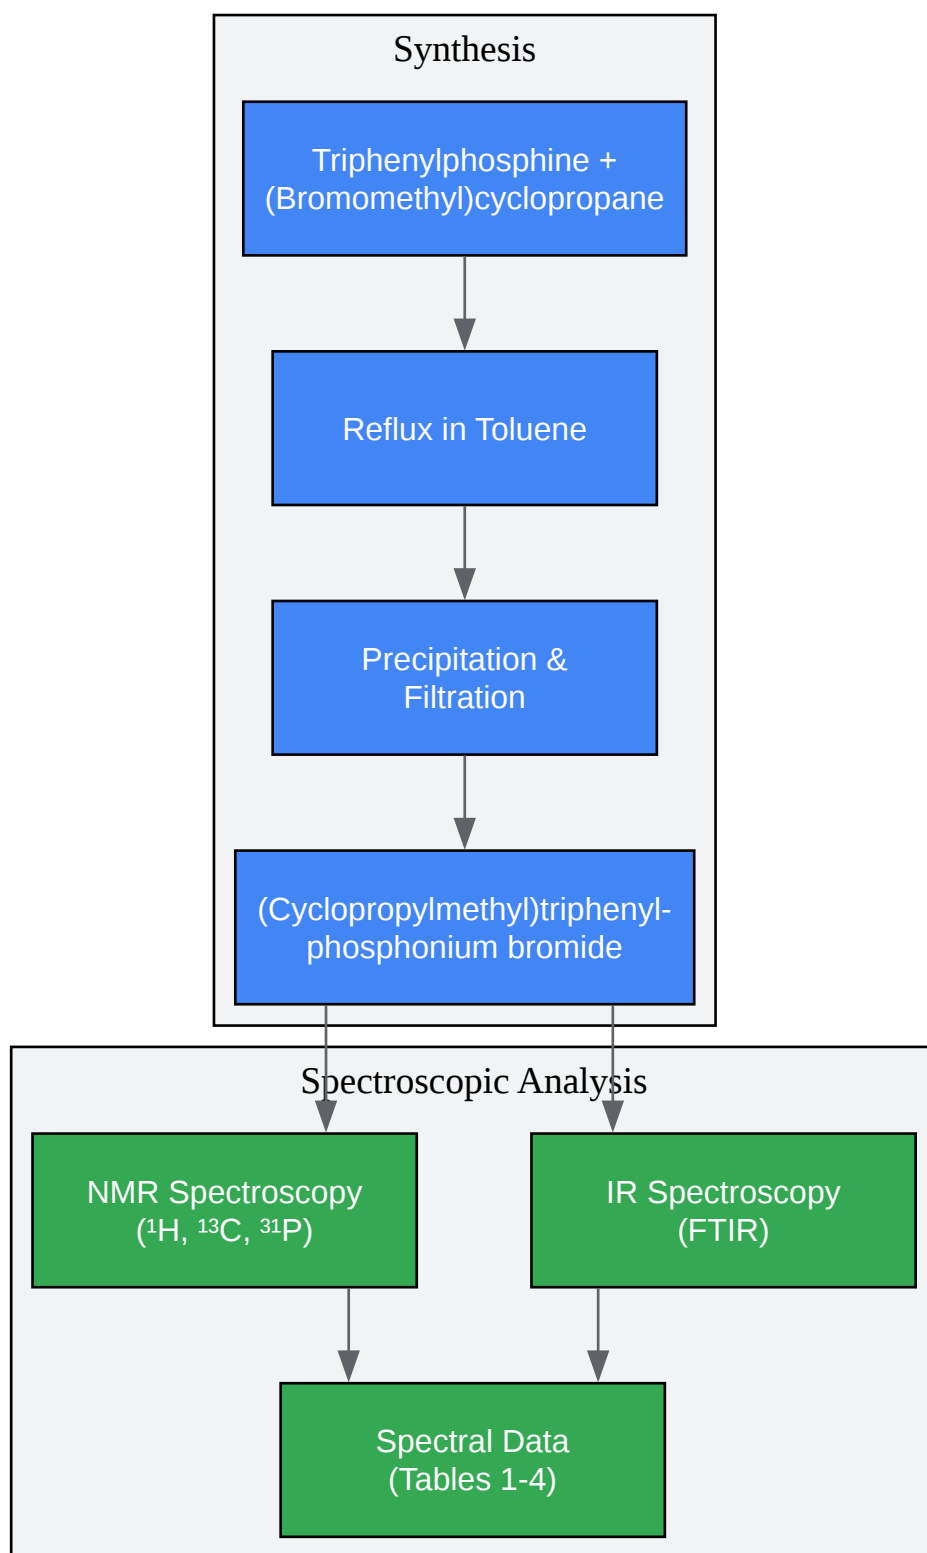 Synthesis
Triphenylphosphine +
(Bromomethyl)cyclopropane
Reflux in Toluene
Precipitation &
Filtration
(Cyclopropylmethyl)triphenyl-
phosphonium bromide
Spectroscopic Analysis
NMR Spectroscopy
(¹H, ¹³C, ³¹P)
IR Spectroscopy
(FTIR)
Spectral Data
(Tables 1-4)